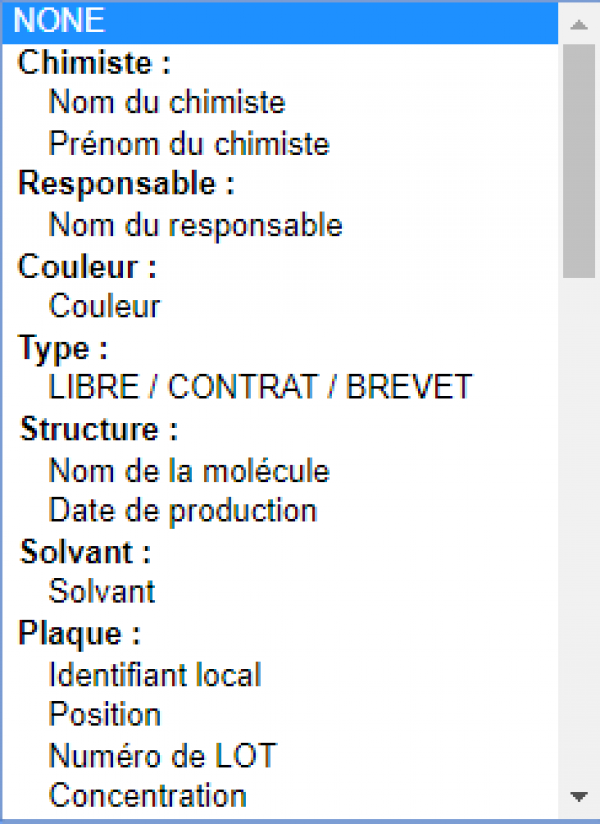 NONE
Chimiste :
Nom du chimiste
Prénom du chimiste
Responsable :
Nom du responsable
Couleur :
Couleur
Type :
LIBRE / CONTRAT / BREVET
Structure :
Nom de la molécule
Date de production
Solvant :
Solvant
Plaque :
Identifiant local
Position
Numéro de LOT
Concentration